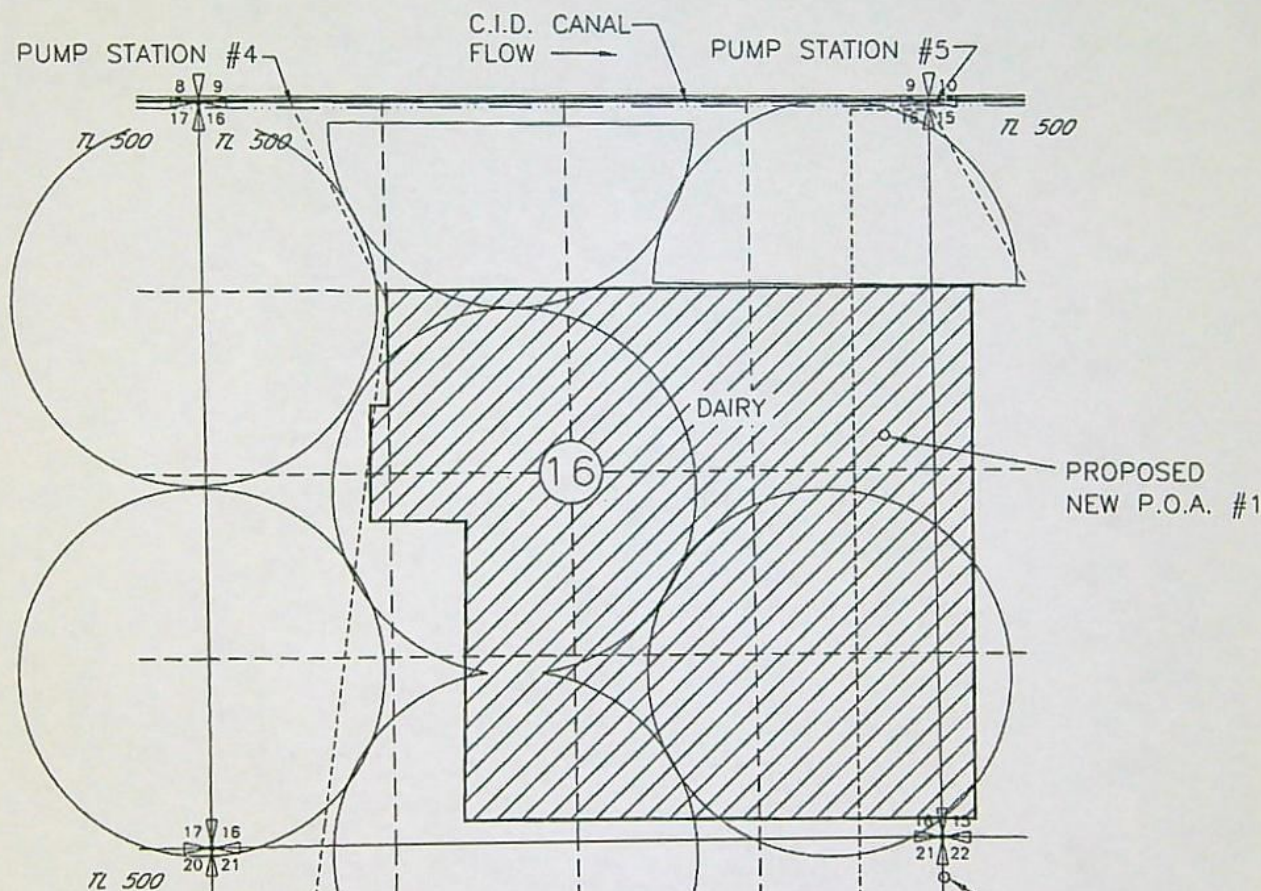 C.I.D. CANAL
FLOW
PUMP STATION #4
PUMP STATION #5
8 9
17 16
9 10
16 15
TL 500
TL 500
TL 500
DAIRY
16
PROPOSED
NEW P.O.A. #1
17 16
20 21
16 15
21 22
TL 500